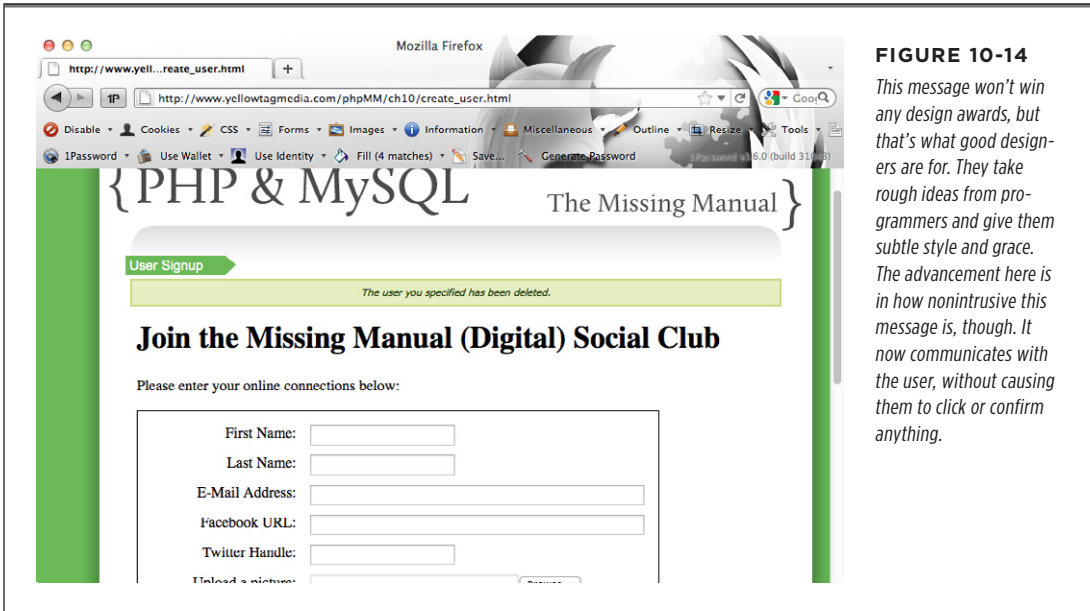 Mozilla Firefox
http://www.yell...reate_user.html
+
1P
http://www.yellowtagmedia.com/phpMM/ch10/create_user.html
Disable
Cookies
CSS
Forms
Images
Information
Miscellaneous
Outline
Resize
Tools
1Password
Use Wallet
Use Identity
Fill (4 matches)
Save...
Generate Password
{PHP & MySQL
The Missing Manual}
User Signup
The user you specified has been deleted.
Join the Missing Manual (Digital) Social Club
Please enter your online connections below:
First Name:
Last Name:
E-Mail Address:
Facebook URL:
Twitter Handle:
Upload a picture:
FIGURE 10-14
This message won't win
any design awards, but
that's what good design-
ers are for. They take
rough ideas from pro-
grammers and give them
subtle style and grace.
The advancement here is
in how nonintrusive this
message is, though. It
now communicates with
the user, without causing
them to click or confirm
anything.